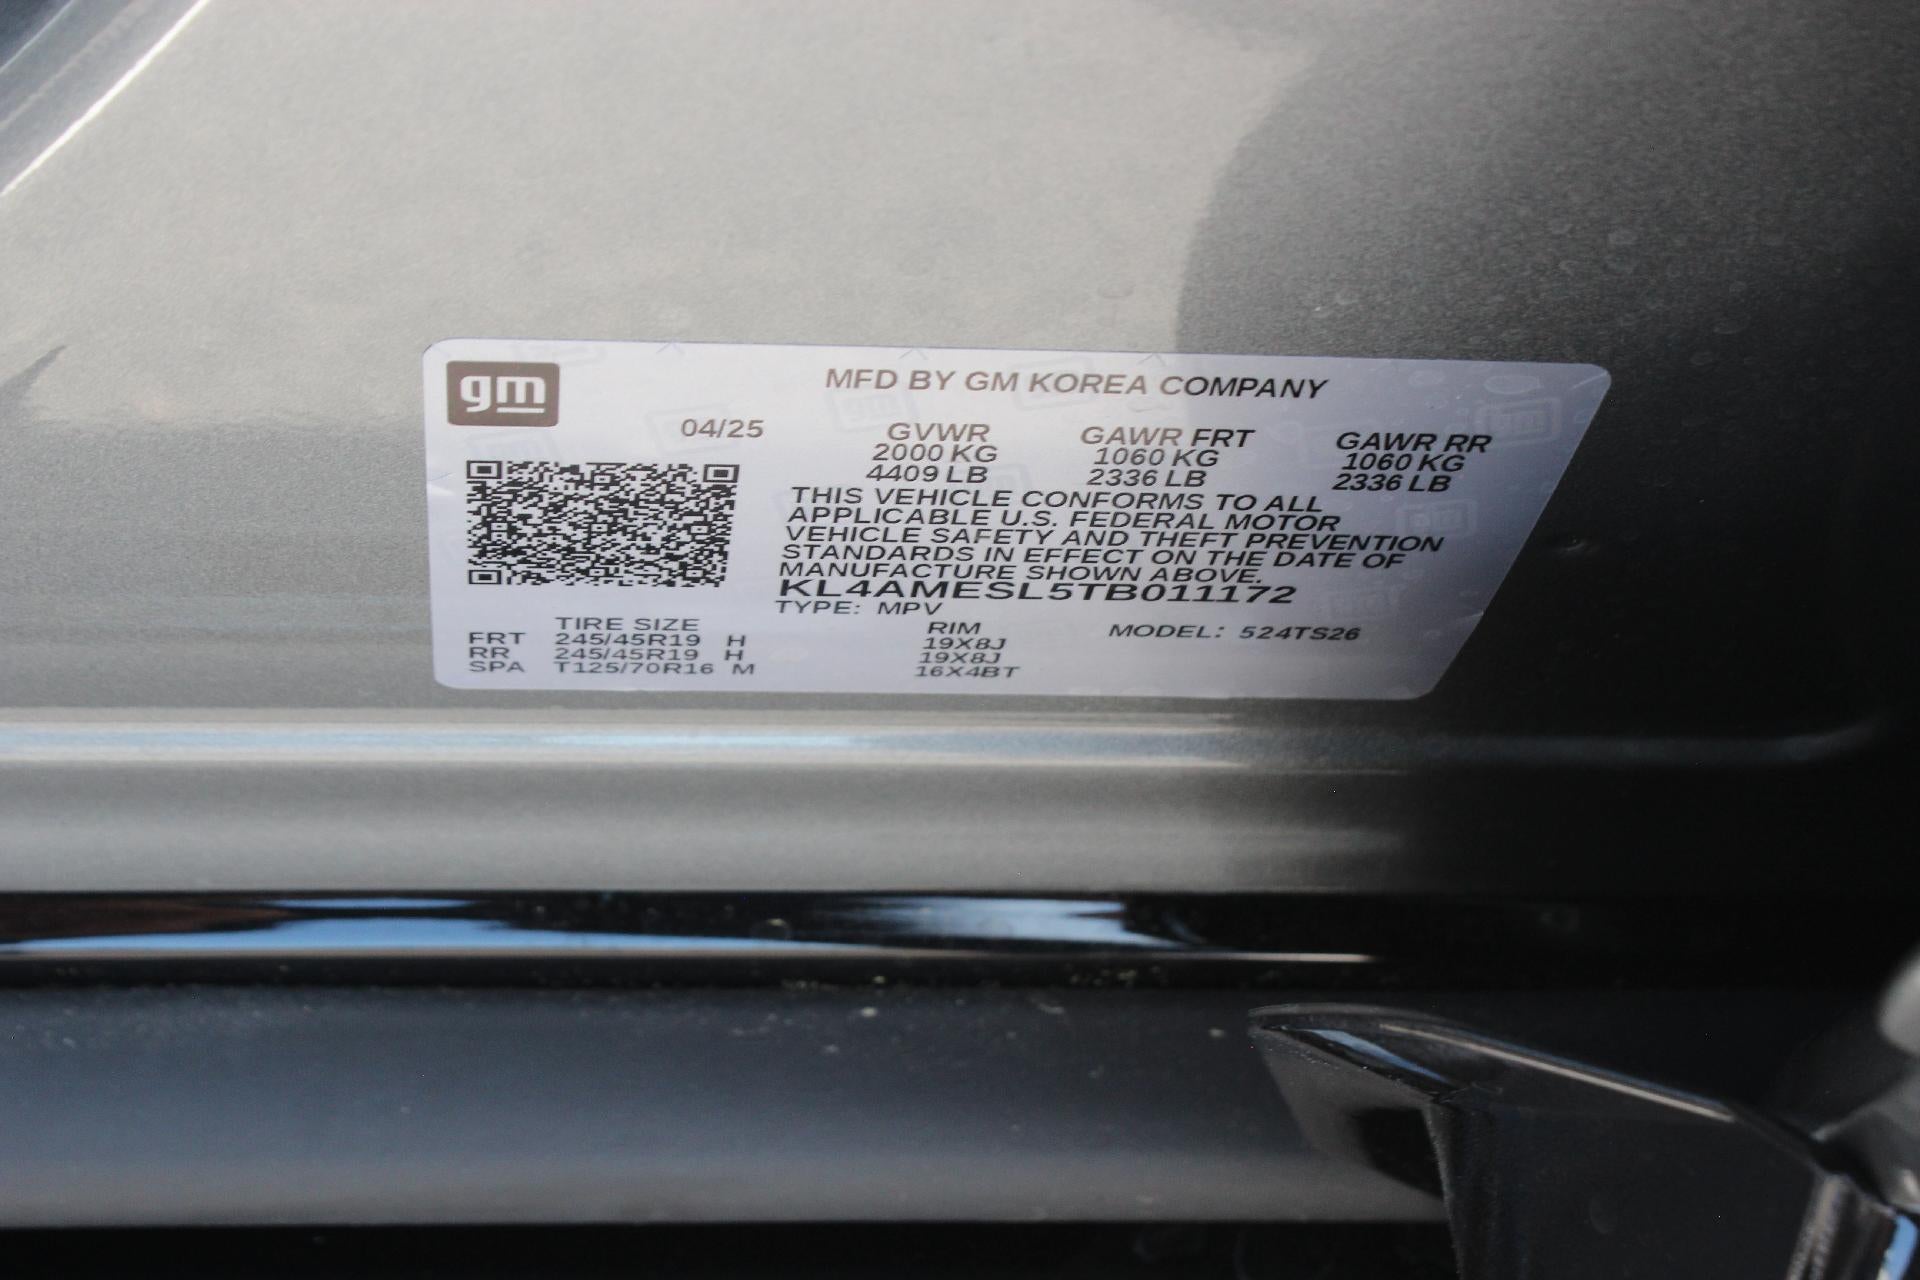 gm
MFD BY GM KOREA COMPANY
04/25 GVWR GAWR FRT GAWR RR
2000 KG 1060 KG 1060 KG
4409 LB 2336 LB 2336 LB
THIS VEHICLE CONFORMS TO ALL
APPLICABLE U.S. FEDERAL MOTOR
VEHICLE SAFETY AND THEFT PREVENTION
STANDARDS IN EFFECT ON THE DATE OF
MANUFACTURE SHOWN ABOVE.
KL4AMESL5TB011172
TYPE: MPV
TIRE SIZE RIM MODEL: 524TS26
FRT 245/45R19 H 19X8J
RR 245/45R19 H 19X8J
SPA T125/70R16 M 16X4BT